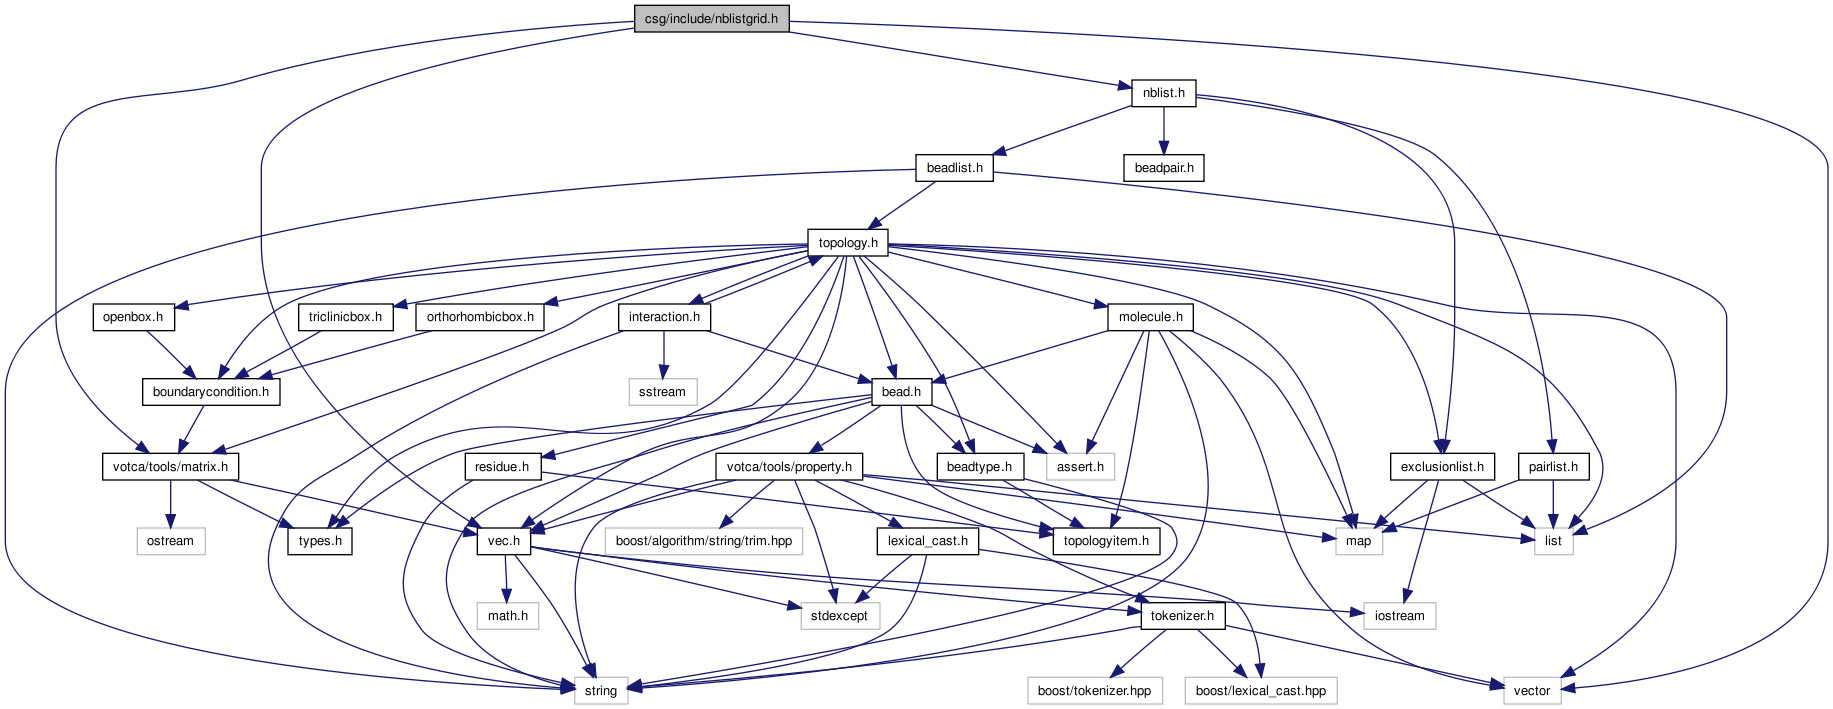 csg/include/nblistgrid.h
nblist.h
beadlist.h
beadpair.h
topology.h
openbox.h
triclinicbox.h
orthorhombicbox.h
interaction.h
molecule.h
boundarycondition.h
sstream
bead.h
votca/tools/matrix.h
residue.h
votca/tools/property.h
beadtype.h
assert.h
exclusionlist.h
pairlist.h
ostream
types.h
vec.h
boost/algorithm/string/trim.hpp
lexical_cast.h
topologyitem.h
map
list
math.h
stdexcept
tokenizer.h
iostream
string
boost/tokenizer.hpp
boost/lexical_cast.hpp
vector